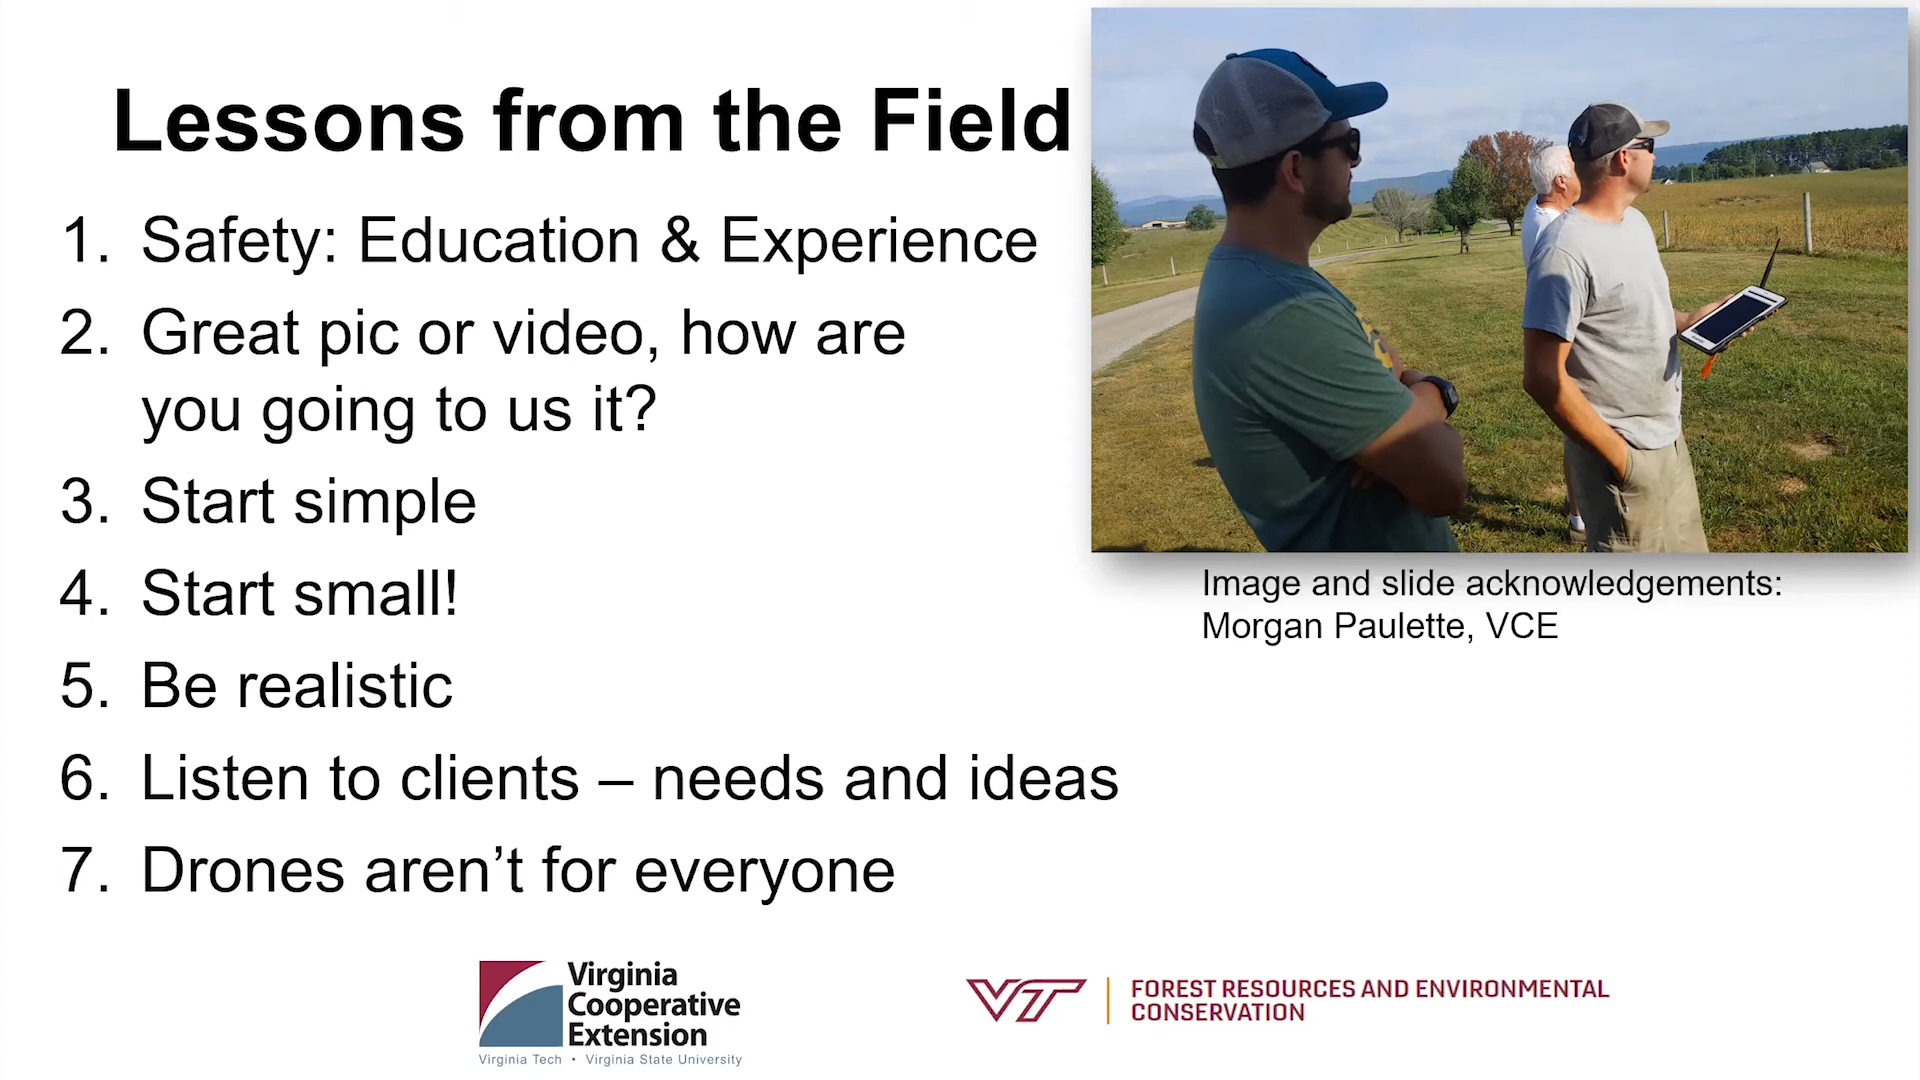 Lessons from the Field
1. Safety: Education & Experience
2. Great pic or video, how are
you going to us it?
3. Start simple
4. Start small!
5. Be realistic
6. Listen to clients – needs and ideas
7. Drones aren’t for everyone
Image and slide acknowledgements:
Morgan Paulette, VCE
Virginia
Cooperative
Extension
Virginia Tech • Virginia State University
VT
FOREST RESOURCES AND ENVIRONMENTAL
CONSERVATION